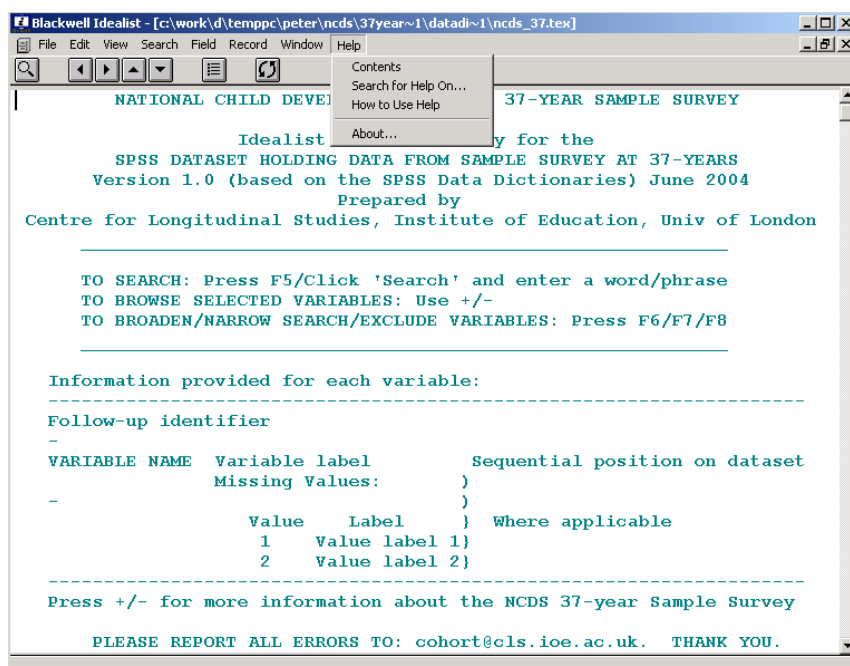 Blackwell Idealist - [c:\work\d\temppc\peter\ncds\37year~1\datadi~1\ncds_37.tex]
File Edit View Search Field Record Window Help
Contents
Search for Help On...
How to Use Help
About...
NATIONAL CHILD DEVE 37-YEAR SAMPLE SURVEY
Idealist y for the
SPSS DATASET HOLDING DATA FROM SAMPLE SURVEY AT 37-YEARS
Version 1.0 (based on the SPSS Data Dictionaries) June 2004
Prepared by
Centre for Longitudinal Studies, Institute of Education, Univ of London
TO SEARCH: Press F5/Click 'Search' and enter a word/phrase
TO BROWSE SELECTED VARIABLES: Use +/-
TO BROADEN/NARROW SEARCH/EXCLUDE VARIABLES: Press F6/F7/F8
Information provided for each variable:
Follow-up identifier
-
VARIABLE NAME Variable label Sequential position on dataset
Missing Values: )
- )
Value Label } Where applicable
1 Value label 1}
2 Value label 2}
Press +/- for more information about the NCDS 37-year Sample Survey
PLEASE REPORT ALL ERRORS TO: cohort@cls.ioe.ac.uk. THANK YOU.